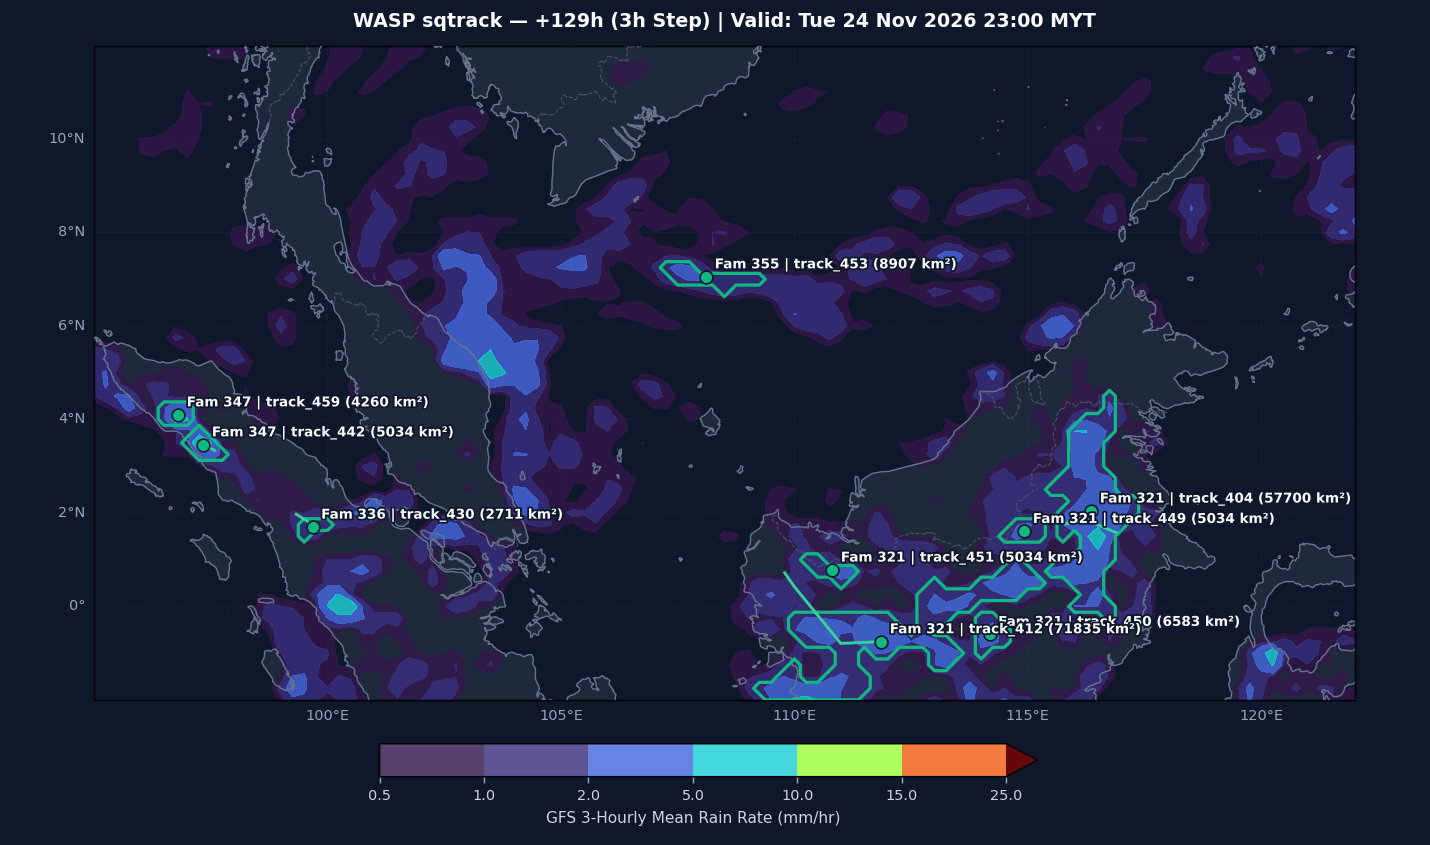 WASP sqtrack — +129h (3h Step) | Valid: Tue 24 Nov 2026 23:00 MYT
10°N
8°N
6°N
4°N
2°N
0°
Fam 355 | track_453 (8907 km²)
Fam 347 | track_459 (4260 km²)
Fam 347 | track_442 (5034 km²)
Fam 336 | track_430 (2711 km²)
Fam 321 | track_404 (57700 km²)
Fam 321 | track_449 (5034 km²)
Fam 321 | track_451 (5034 km²)
Fam 321 | track_450 (6583 km²)
Fam 321 | track_412 (71835 km²)
100°E 105°E 110°E 115°E 120°E
0.5 1.0 2.0 5.0 10.0 15.0 25.0
GFS 3-Hourly Mean Rain Rate (mm/hr)